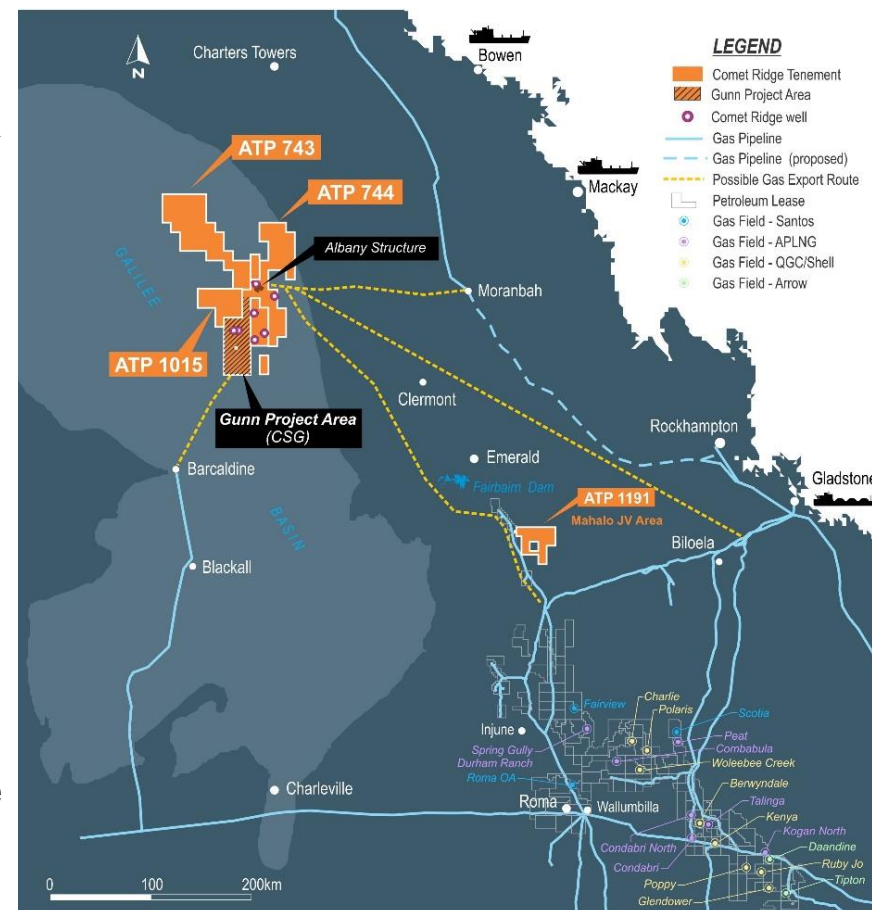 LEGEND
Comet Ridge Tenement
Gunn Project Area
Comet Ridge well
Gas Pipeline
Gas Pipeline (proposed)
Possible Gas Export Route
Petroleum Lease
Gas Field - Santos
Gas Field - APLNG
Gas Field - QGC/Shell
Gas Field - Arrow
N
Charters Towers
Bowen
Mackay
ATP 743
ATP 744
Albany Structure
GALILEE
Moranbah
ATP 1015
Gunn Project Area
(CSG)
Clermont
Rockhampton
Barcaldine
Emerald
Fairbairn Dam
Gladstone
ATP 1191
Mahalo JV Area
BASIN
Biloela
Blackall
Charlie
Fairview
Polaris
Scotia
Injune
Peat
Spring Gully
Combabula
Durham Ranch
Woleebee Creek
Roma OA
Berwyndale
Charleville
Roma
Wallumbilla
Talinga
Kenya
Condabri North
Kogan North
Daandine
Condabri
Ruby Jo
Poppy
Tipton
Glendower
0
100
200km